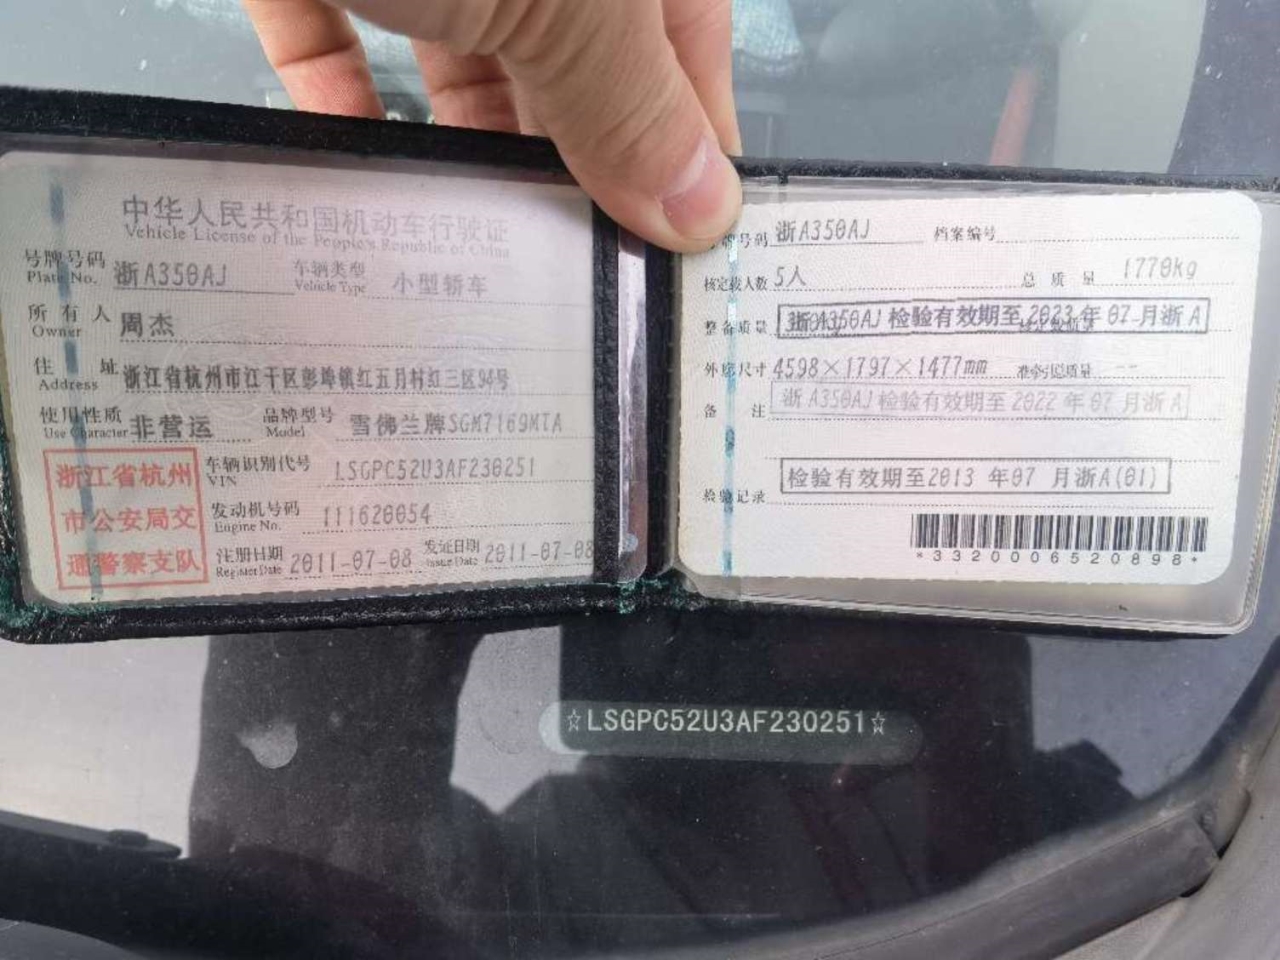 中华人民共和国机动车行驶证
Vehicle License of the People's Republic of China
号牌号码 浙A350AJ 车辆类型 小型轿车
Plate No. Vehicle Type
所有人 周杰
Owner
住址 浙江省杭州市江干区彭埠镇红五月村红三区94号
Address
使用性质 非营运 品牌型号 雪佛兰牌SGM7169MTA
Use Character Model
浙江省杭州
市公安局交
通警察支队
车辆识别代号 LSGPC52U3AF230251
VIN
发动机号码 111620054
Engine No.
注册日期 2011-07-08 发证日期 2011-07-08
Register Date Issue Date
号码 浙A350AJ 档案编号
核定载人数 5人 总质量 1770kg
整备质量
浙A350AJ 检验有效期至2023年07月浙A
外廓尺寸 4598×1797×1477mm 准牵引总质量 --
备注 浙A350AJ检验有效期至2022年07月浙A
检验记录 检验有效期至2013年07月浙A(01)
*3320006520898*
☆LSGPC52U3AF230251☆